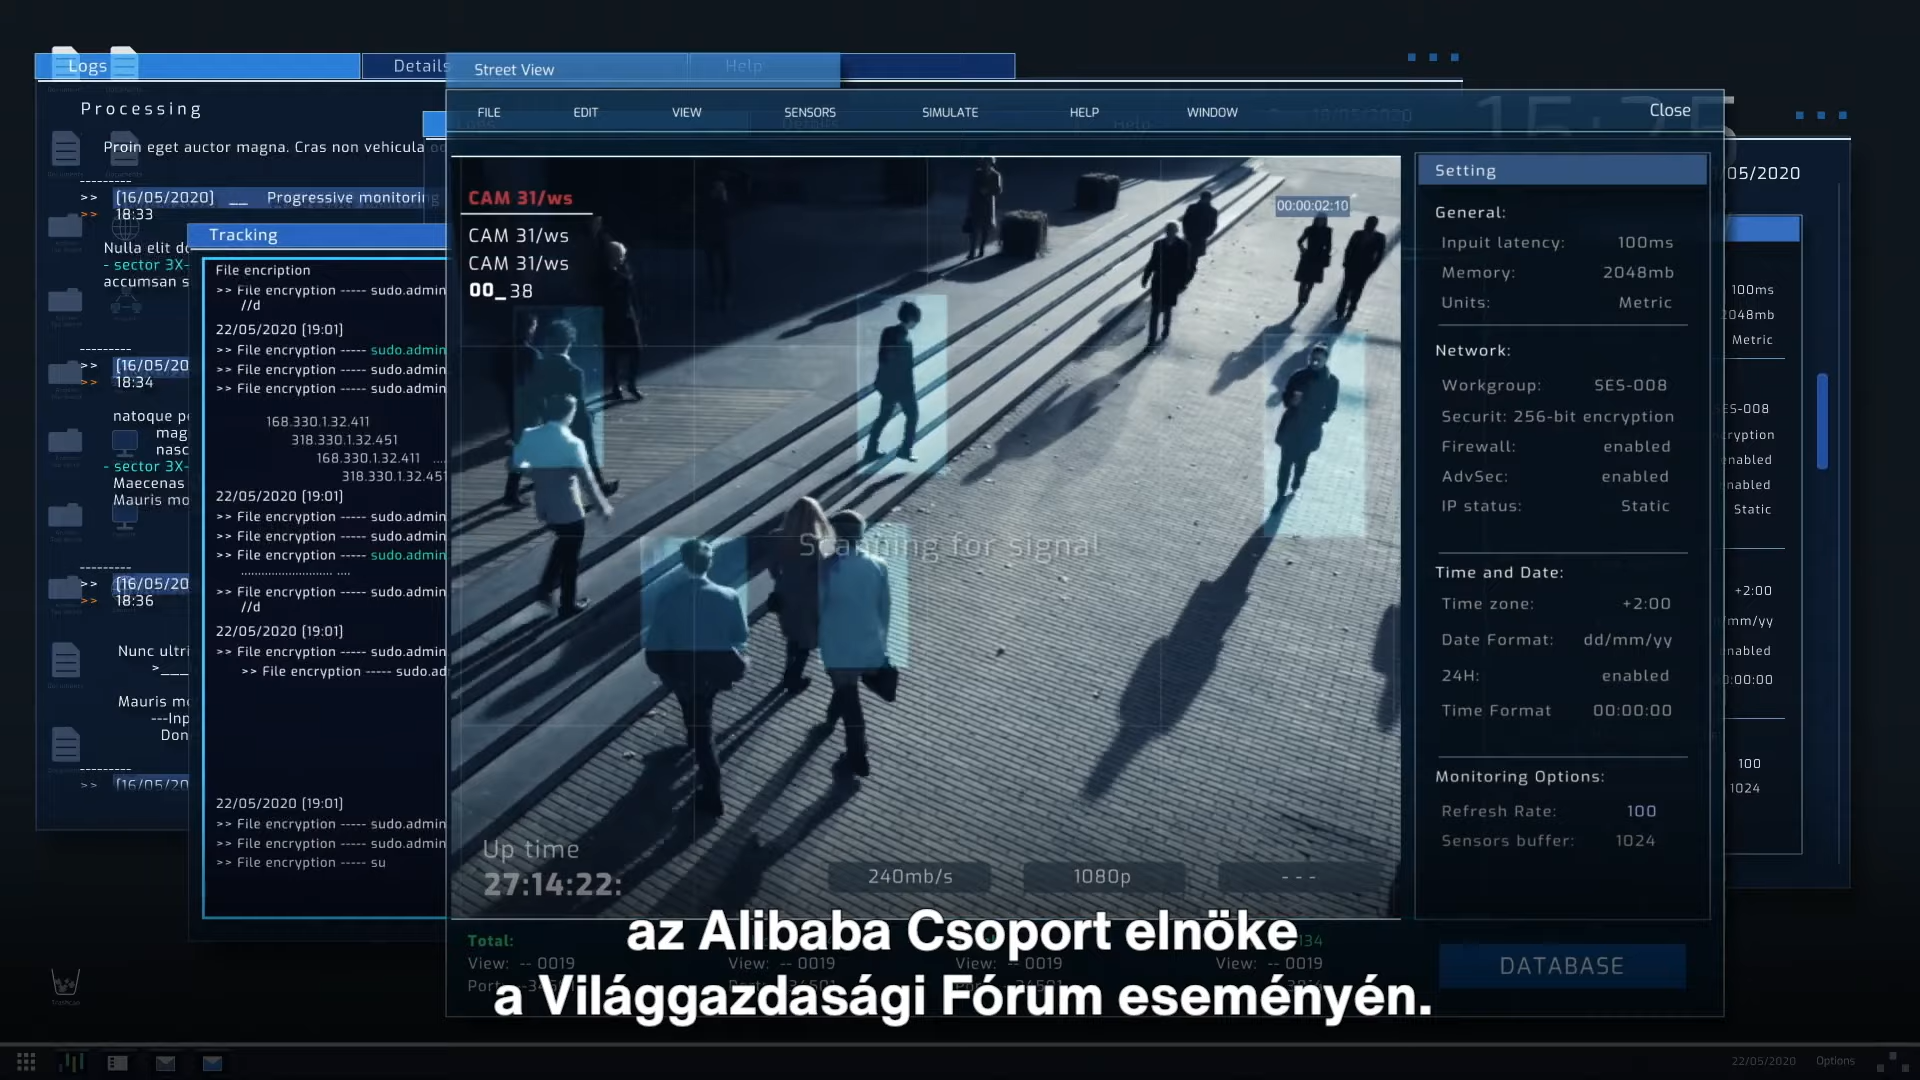 Logs
Details
Street View
Help
Processing
FILE
EDIT
VIEW
SENSORS
SIMULATE
HELP
WINDOW
Close
Proin eget auctor magna. Cras non vehicula
---------
>> [16/05/2020] __ Progressive monitorin
>> 18:33
Nulla elit do
- sector 3X-
accumsan s
---------
>> [16/05/20
>> 18:34
natoque p
mag
nasc
- sector 3X-
Maecenas
Mauris mo
---------
>> [16/05/20
>> 18:36
Nunc ultri
>___
Mauris mo
---Inp
Don
---------
>> [16/05/20
Tracking
File encription
>> File encryption ----- sudo.admin
//d
22/05/2020 [19:01]
>> File encryption ----- sudo.admin
>> File encryption ----- sudo.admin
>> File encryption ----- sudo.admin
168.330.1.32.411
318.330.1.32.451
168.330.1.32.411 ....
318.330.1.32.451
22/05/2020 [19:01]
>> File encryption ----- sudo.admin
>> File encryption ----- sudo.admin
>> File encryption ----- sudo.admin
>> File encryption ----- sudo.admin
//d
22/05/2020 [19:01]
>> File encryption ----- sudo.admin
>> File encryption ----- sudo.ad
22/05/2020 [19:01]
>> File encryption ----- sudo.admin
>> File encryption ----- sudo.admin
>> File encryption ----- su
CAM 31/ws
CAM 31/ws
CAM 31/ws
00_38
00:00:02:10
Scanning for signal
Up time
27:14:22:
240mb/s
1080p
---
Setting
General:
Inpuit latency: 100ms
Memory: 2048mb
Units: Metric
Network:
Workgroup: SES-008
Securit: 256-bit encryption
Firewall: enabled
AdvSec: enabled
IP status: Static
Time and Date:
Time zone: +2:00
Date Format: dd/mm/yy
24H: enabled
Time Format 00:00:00
Monitoring Options:
Refresh Rate: 100
Sensors buffer: 1024
DATABASE
15:25
/05/2020
100ms
2048mb
Metric
ES-008
cryption
enabled
nabled
Static
+2:00
/mm/yy
nabled
0:00:00
100
1024
Total:
View: -- 0019
View: -- 0019
View: -- 0019
View: -- 0019
az Alibaba Csoport elnöke
a Világgazdasági Fórum eseményén.
Trashcan
22/05/2020
Options